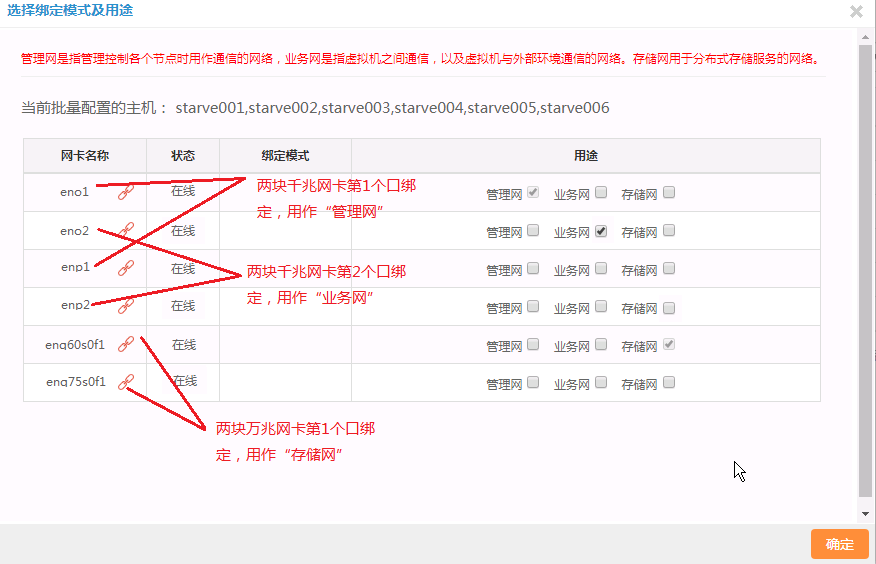 选择绑定模式及用途
管理网是指管理控制各个节点时用作通信的网络，业务网是指虚拟机之间通信，以及虚拟机与外部环境通信的网络。存储网用于分布式存储服务的网络。
当前批量配置的主机： starve001,starve002,starve003,starve004,starve005,starve006
网卡名称 状态 绑定模式 用途
eno1 在线 管理网 业务网 存储网
两块千兆网卡第1个口绑
定，用作“管理网”
eno2 在线 管理网 业务网 存储网
enp1 在线 管理网 业务网 存储网
两块千兆网卡第2个口绑
定，用作“业务网”
enp2 在线 管理网 业务网 存储网
enq60s0f1 在线 管理网 业务网 存储网
enq75s0f1 在线 管理网 业务网 存储网
两块万兆网卡第1个口绑
定，用作“存储网”
确定